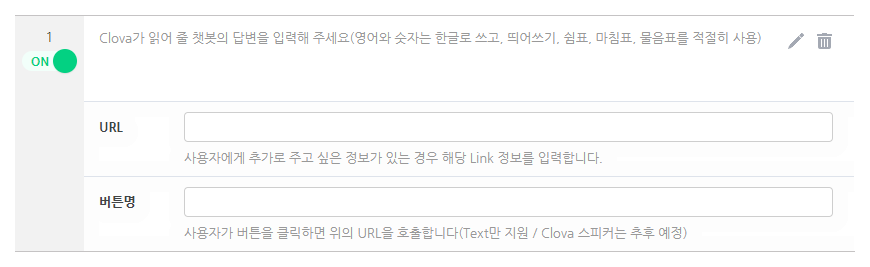 1
Clova가 읽어 줄 챗봇의 답변을 입력해 주세요(영어와 숫자는 한글로 쓰고, 띄어쓰기, 쉼표, 마침표, 물음표를 적절히 사용)
ON
URL
사용자에게 추가로 주고 싶은 정보가 있는 경우 해당 Link 정보를 입력합니다.
버튼명
사용자가 버튼을 클릭하면 위의 URL을 호출합니다(Text만 지원 / Clova 스피커는 추후 예정)